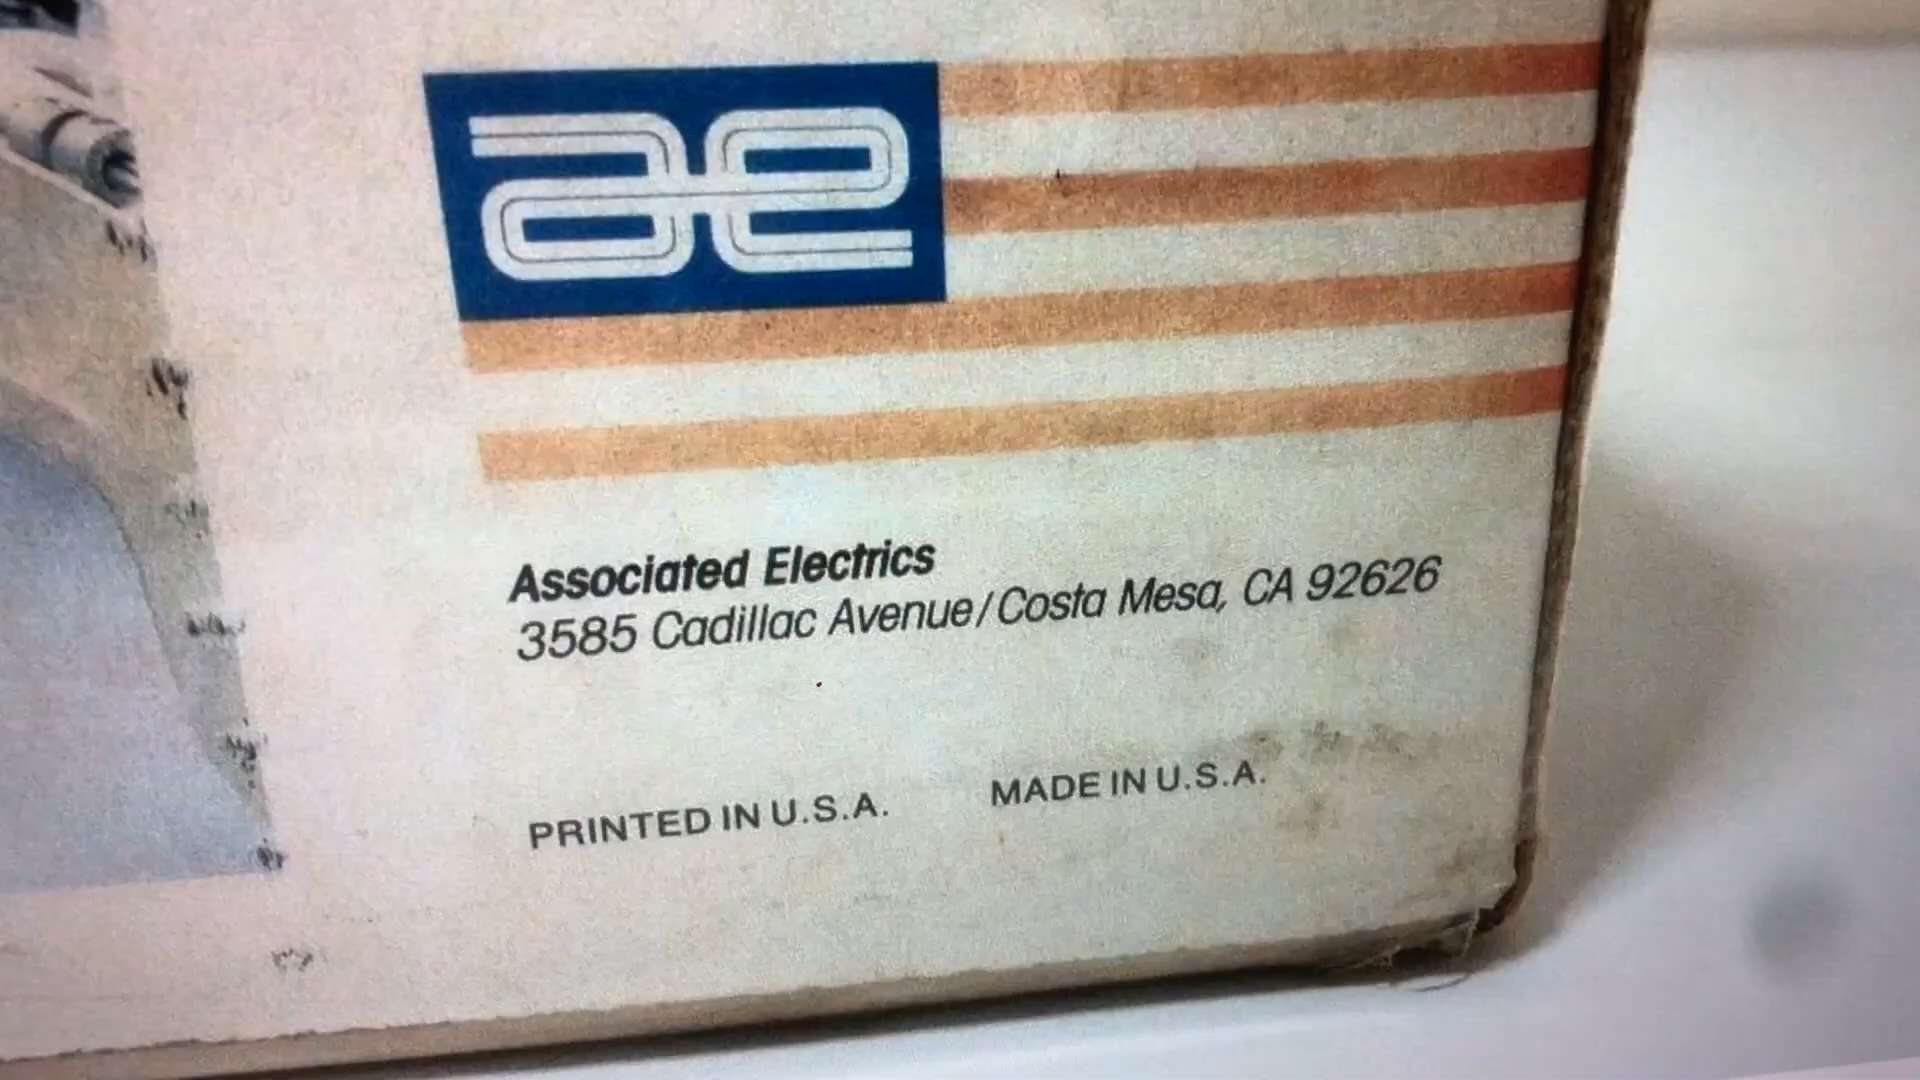 ae
Associated Electrics
3585 Cadillac Avenue/Costa Mesa, CA 92626
PRINTED IN U.S.A. MADE IN U.S.A.